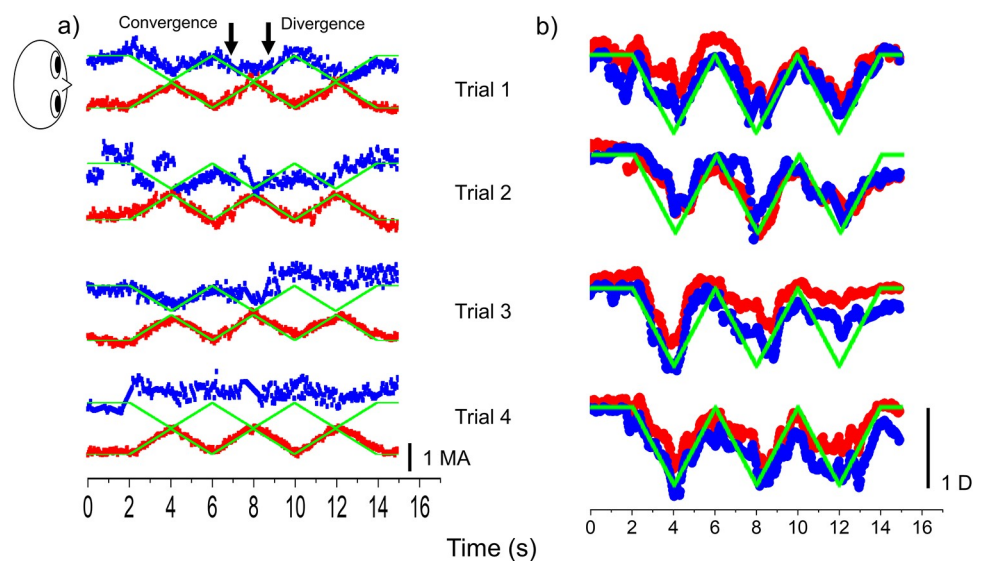 a)
Convergence
Divergence
b)
Trial 1
Trial 2
Trial 3
Trial 4
1 MA
1 D
0 2 4 6 8 10 12 14 16
0 2 4 6 8 10 12 14 16
Time (s)